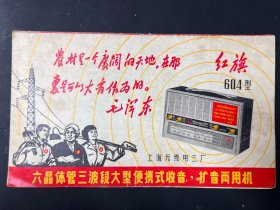 农村是一个广阔的天地，在那
里是可以大有作为的。
毛泽东
红旗
604型
上海无线电三厂
六晶体管三波段大型便携式收音，扩音两用机